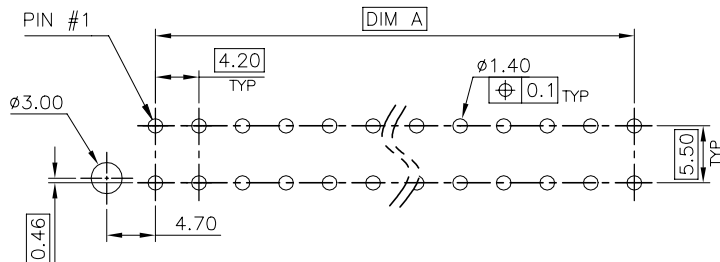 PIN #1
DIM A
4.20
TYP
ø1.40
⌖ 0.1 TYP
ø3.00
5.50
TYP
4.70
0.46